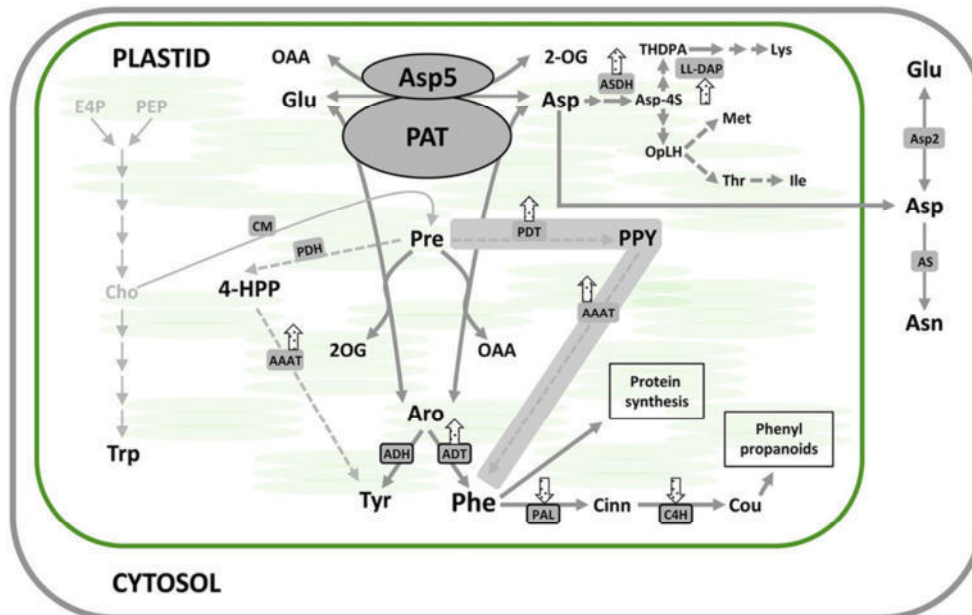 PLASTID
OAA
Asp5
2-OG
THDPA
Lys
ASDH
LL-DAP
Glu
Glu
Asp
Asp-4S
E4P
PEP
PAT
Met
OpLH
Asp2
Thr
Ile
Asp
CM
Pre
PDT
PPY
PDH
AS
Cho
4-HPP
AAAT
Asn
2OG
OAA
AAAT
Protein
synthesis
Aro
Phenyl
propanoids
Trp
ADH
ADT
Tyr
Phe
PAL
Cinn
C4H
Cou
CYTOSOL